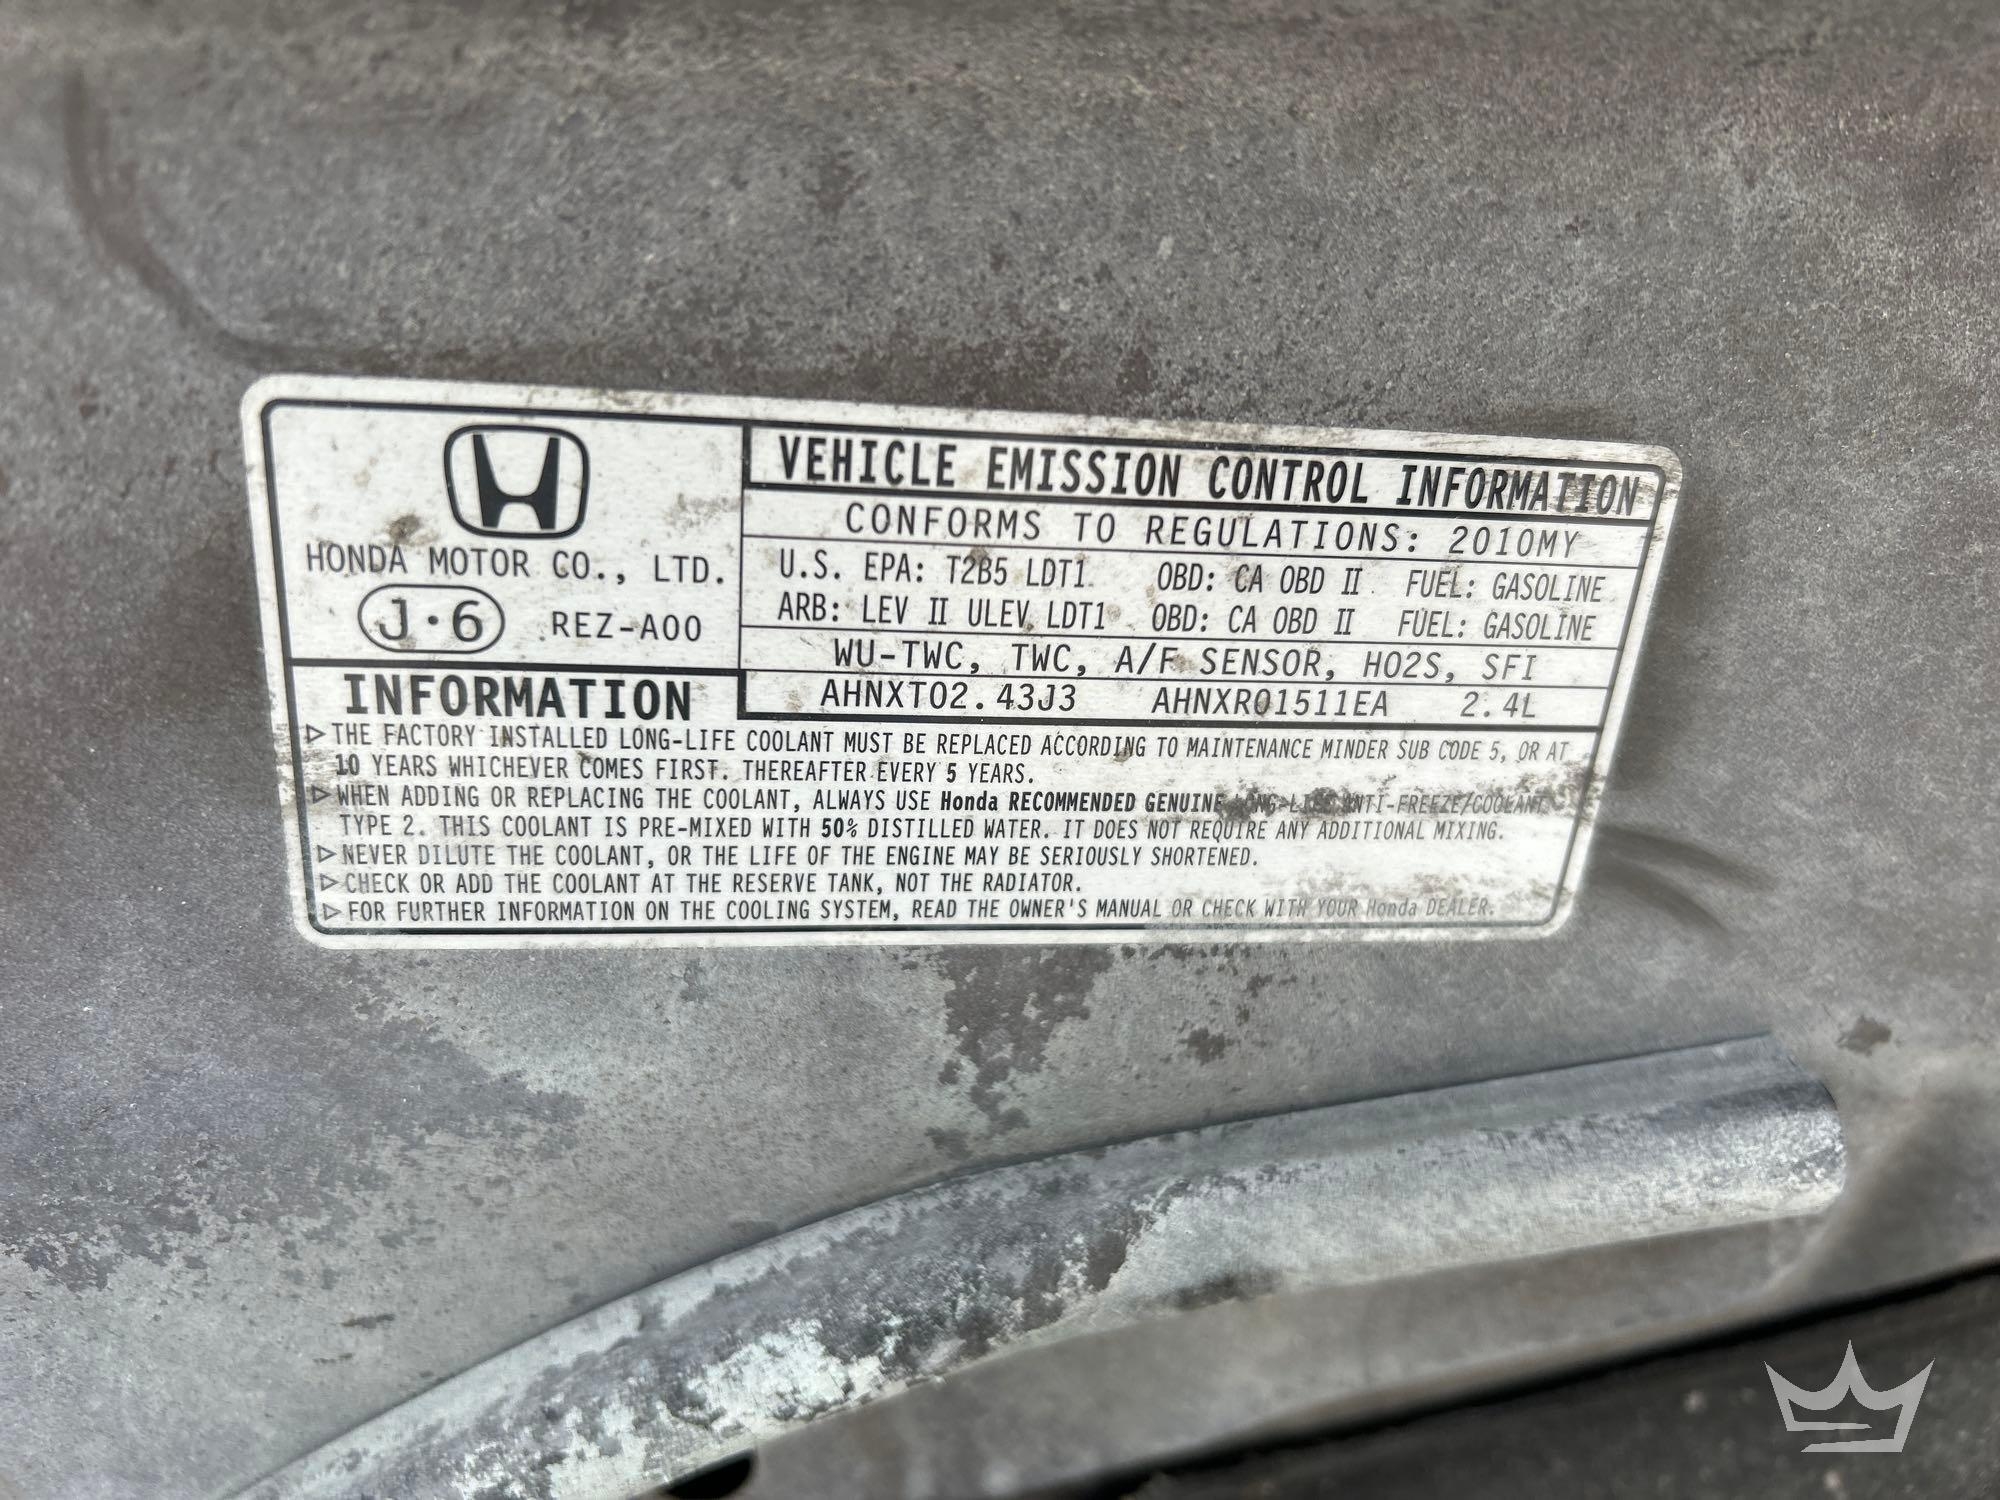 HONDA MOTOR CO., LTD.
J·6 REZ-A00
VEHICLE EMISSION CONTROL INFORMATION
CONFORMS TO REGULATIONS: 2010MY
U.S. EPA: T2B5 LDT1 OBD: CA OBD II FUEL: GASOLINE
ARB: LEV II ULEV LDT1 OBD: CA OBD II FUEL: GASOLINE
WU-TWC, TWC, A/F SENSOR, HO2S, SFI
AHNXT02.43J3 AHNXR01511EA 2.4L
INFORMATION
▷ THE FACTORY INSTALLED LONG-LIFE COOLANT MUST BE REPLACED ACCORDING TO MAINTENANCE MINDER SUB CODE 5, OR AT
10 YEARS WHICHEVER COMES FIRST. THEREAFTER EVERY 5 YEARS.
▷ WHEN ADDING OR REPLACING THE COOLANT, ALWAYS USE Honda RECOMMENDED GENUINE LONG-LIFE ANTI-FREEZE/COOLANT
TYPE 2. THIS COOLANT IS PRE-MIXED WITH 50% DISTILLED WATER. IT DOES NOT REQUIRE ANY ADDITIONAL MIXING.
▷ NEVER DILUTE THE COOLANT, OR THE LIFE OF THE ENGINE MAY BE SERIOUSLY SHORTENED.
▷ CHECK OR ADD THE COOLANT AT THE RESERVE TANK, NOT THE RADIATOR.
▷ FOR FURTHER INFORMATION ON THE COOLING SYSTEM, READ THE OWNER'S MANUAL OR CHECK WITH YOUR Honda DEALER.